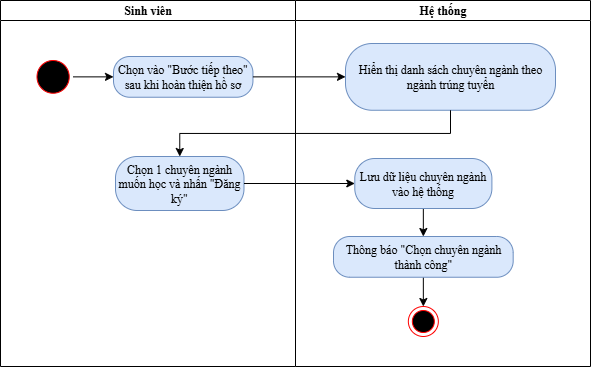 Sinh viên
Hệ thống
Chọn vào "Bước tiếp theo"
sau khi hoàn thiện hồ sơ
Hiển thị danh sách chuyên ngành theo
ngành trúng tuyển
Chọn 1 chuyên ngành
muốn học và nhấn "Đăng
ký"
Lưu dữ liệu chuyên ngành
vào hệ thống
Thông báo "Chọn chuyên ngành
thành công"